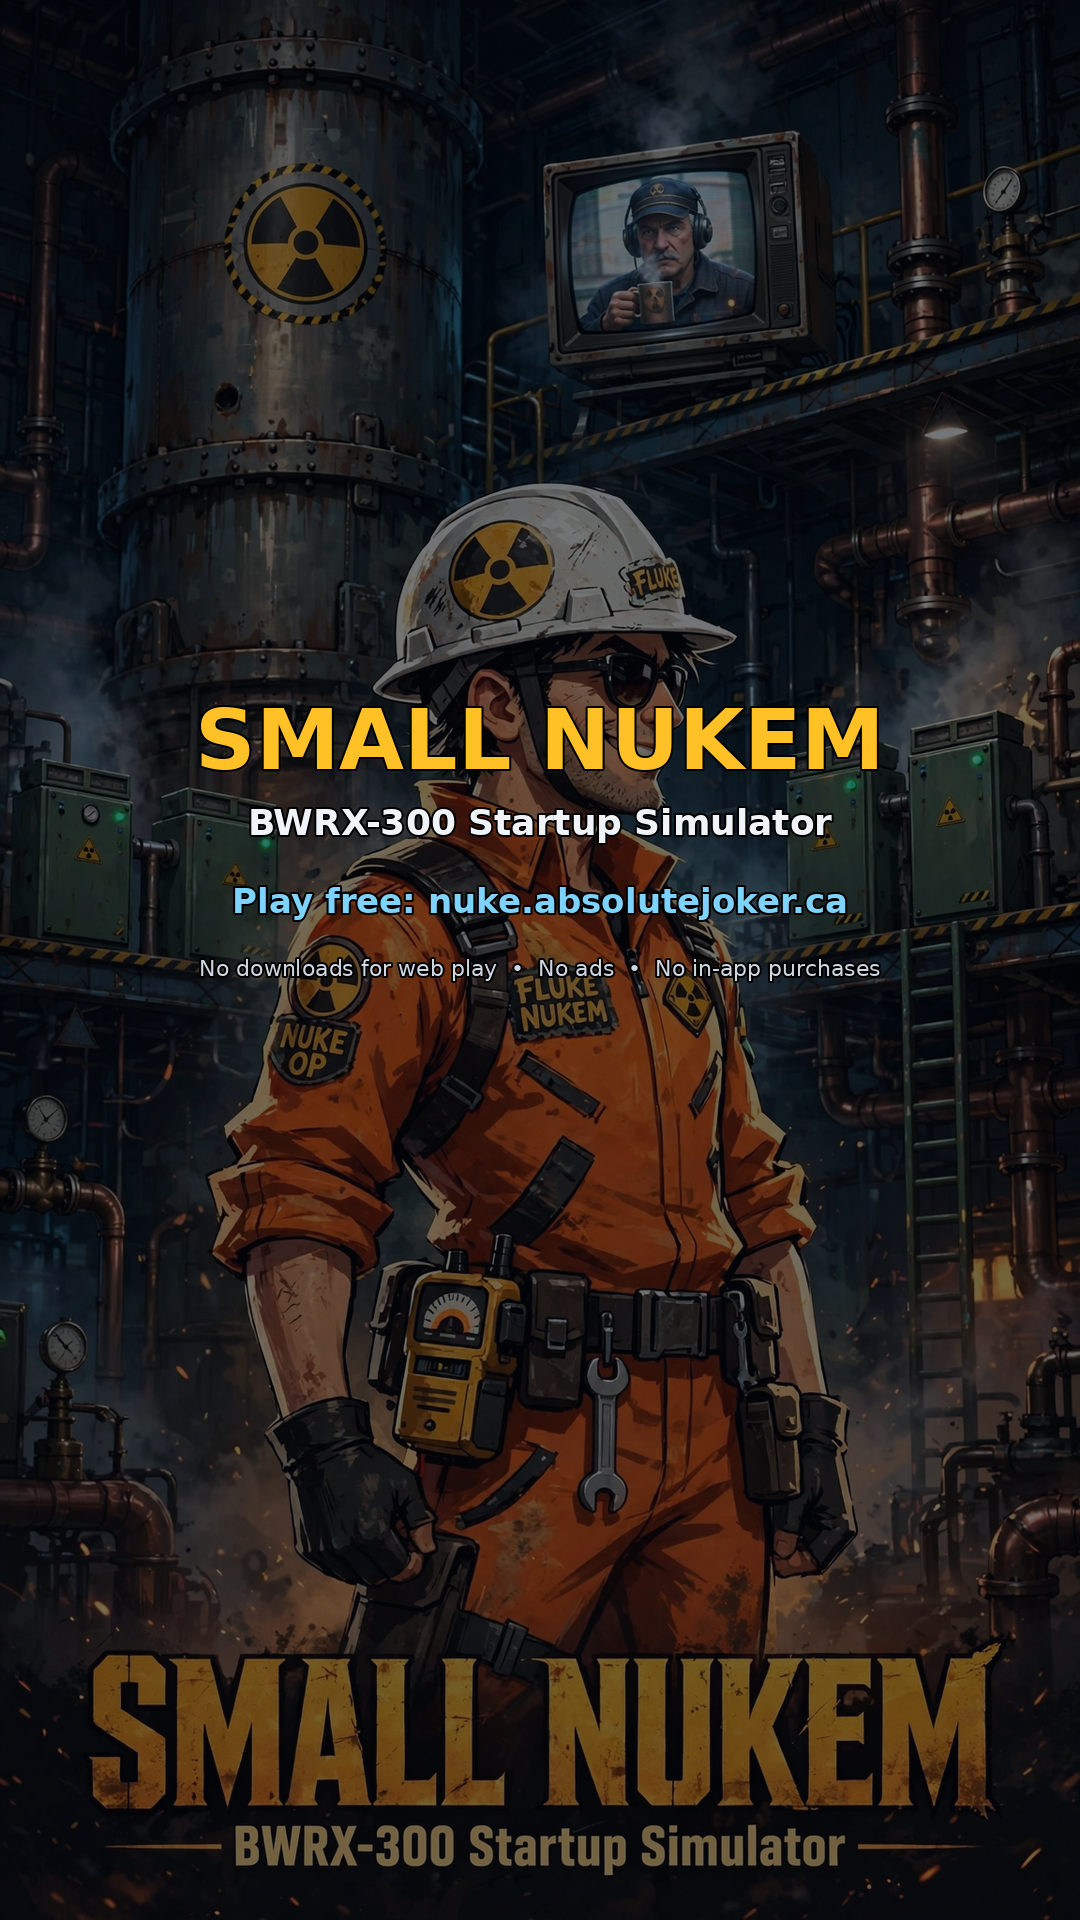 FLUKE
SMALL NUKEM
BWRX-300 Startup Simulator
Play free: nuke.absolutejoker.ca
No downloads for web play • No ads • No in-app purchases
FLUKE
NUKEM
NUKE
OP
SMALL NUKEM
BWRX-300 Startup Simulator